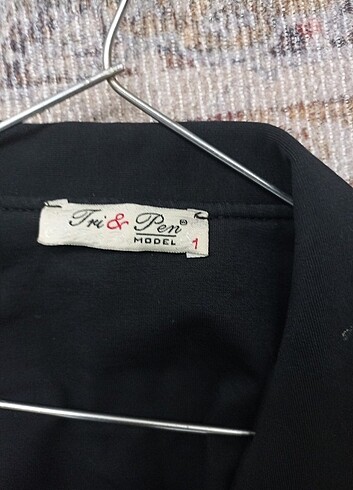 Tri & Pen®
MODEL 1